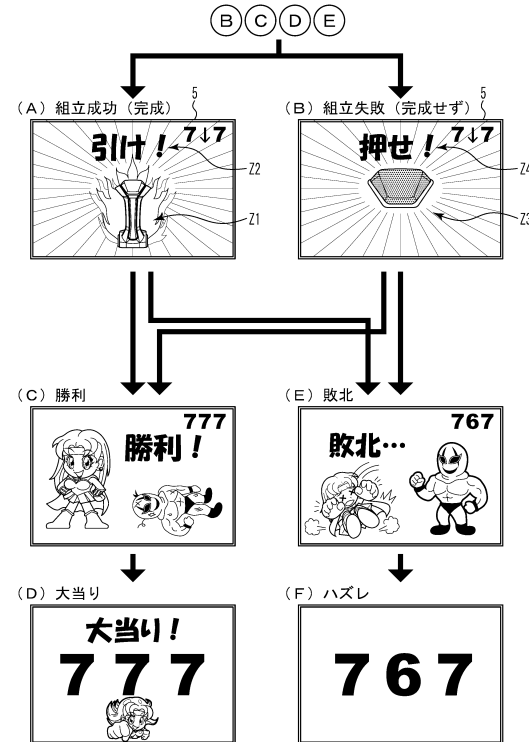 B C D E
(A) 組立成功 (完成) 5
引け! 7↓7
Z2
Z1
(B) 組立失敗 (完成せず) 5
押せ! 7↓7
Z4
Z3
(C) 勝利
777
勝利!
(E) 敗北
767
敗北…
(D) 大当り
大当り!
777
(F) ハズレ
767